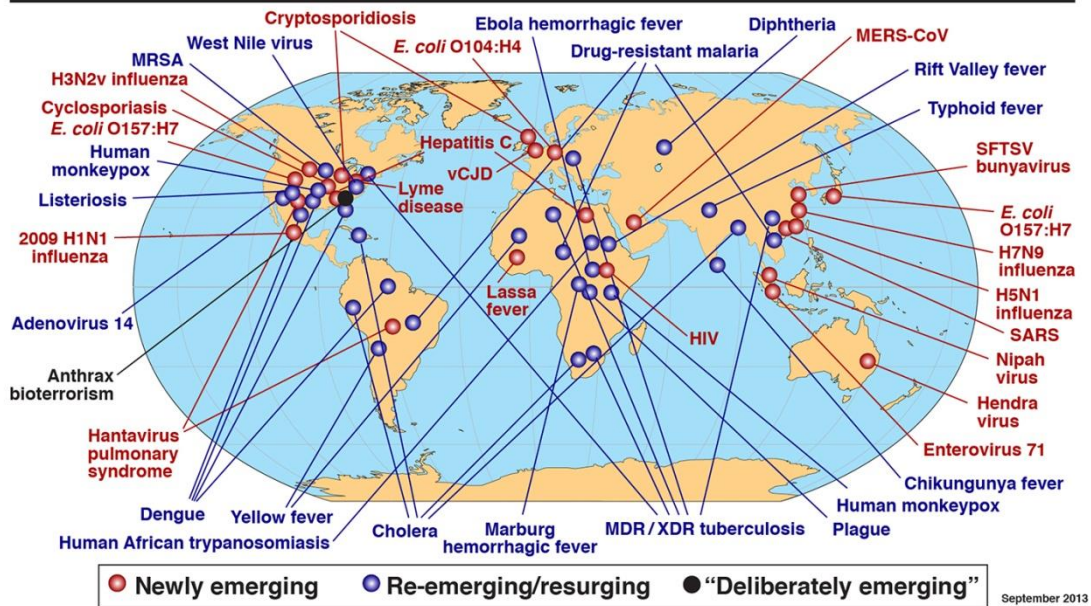 Cryptosporidiosis
Ebola hemorrhagic fever
Diphtheria
West Nile virus
E. coli O104:H4
Drug-resistant malaria
MERS-CoV
MRSA
Rift Valley fever
H3N2v influenza
Typhoid fever
Cyclosporiasis
E. coli O157:H7
Hepatitis C
SFTSV
bunyavirus
Human
monkeypox
vCJD
Listeriosis
Lyme
disease
E. coli
O157:H7
2009 H1N1
influenza
H7N9
influenza
Lassa
fever
H5N1
influenza
Adenovirus 14
HIV
SARS
Anthrax
bioterrorism
Nipah
virus
Hendra
virus
Hantavirus
pulmonary
syndrome
Enterovirus 71
Chikungunya fever
Human monkeypox
Dengue
Yellow fever
Cholera
Marburg
hemorrhagic fever
MDR/XDR tuberculosis
Plague
Human African trypanosomiasis
Newly emerging
Re-emerging/resurging
“Deliberately emerging”
September 2013